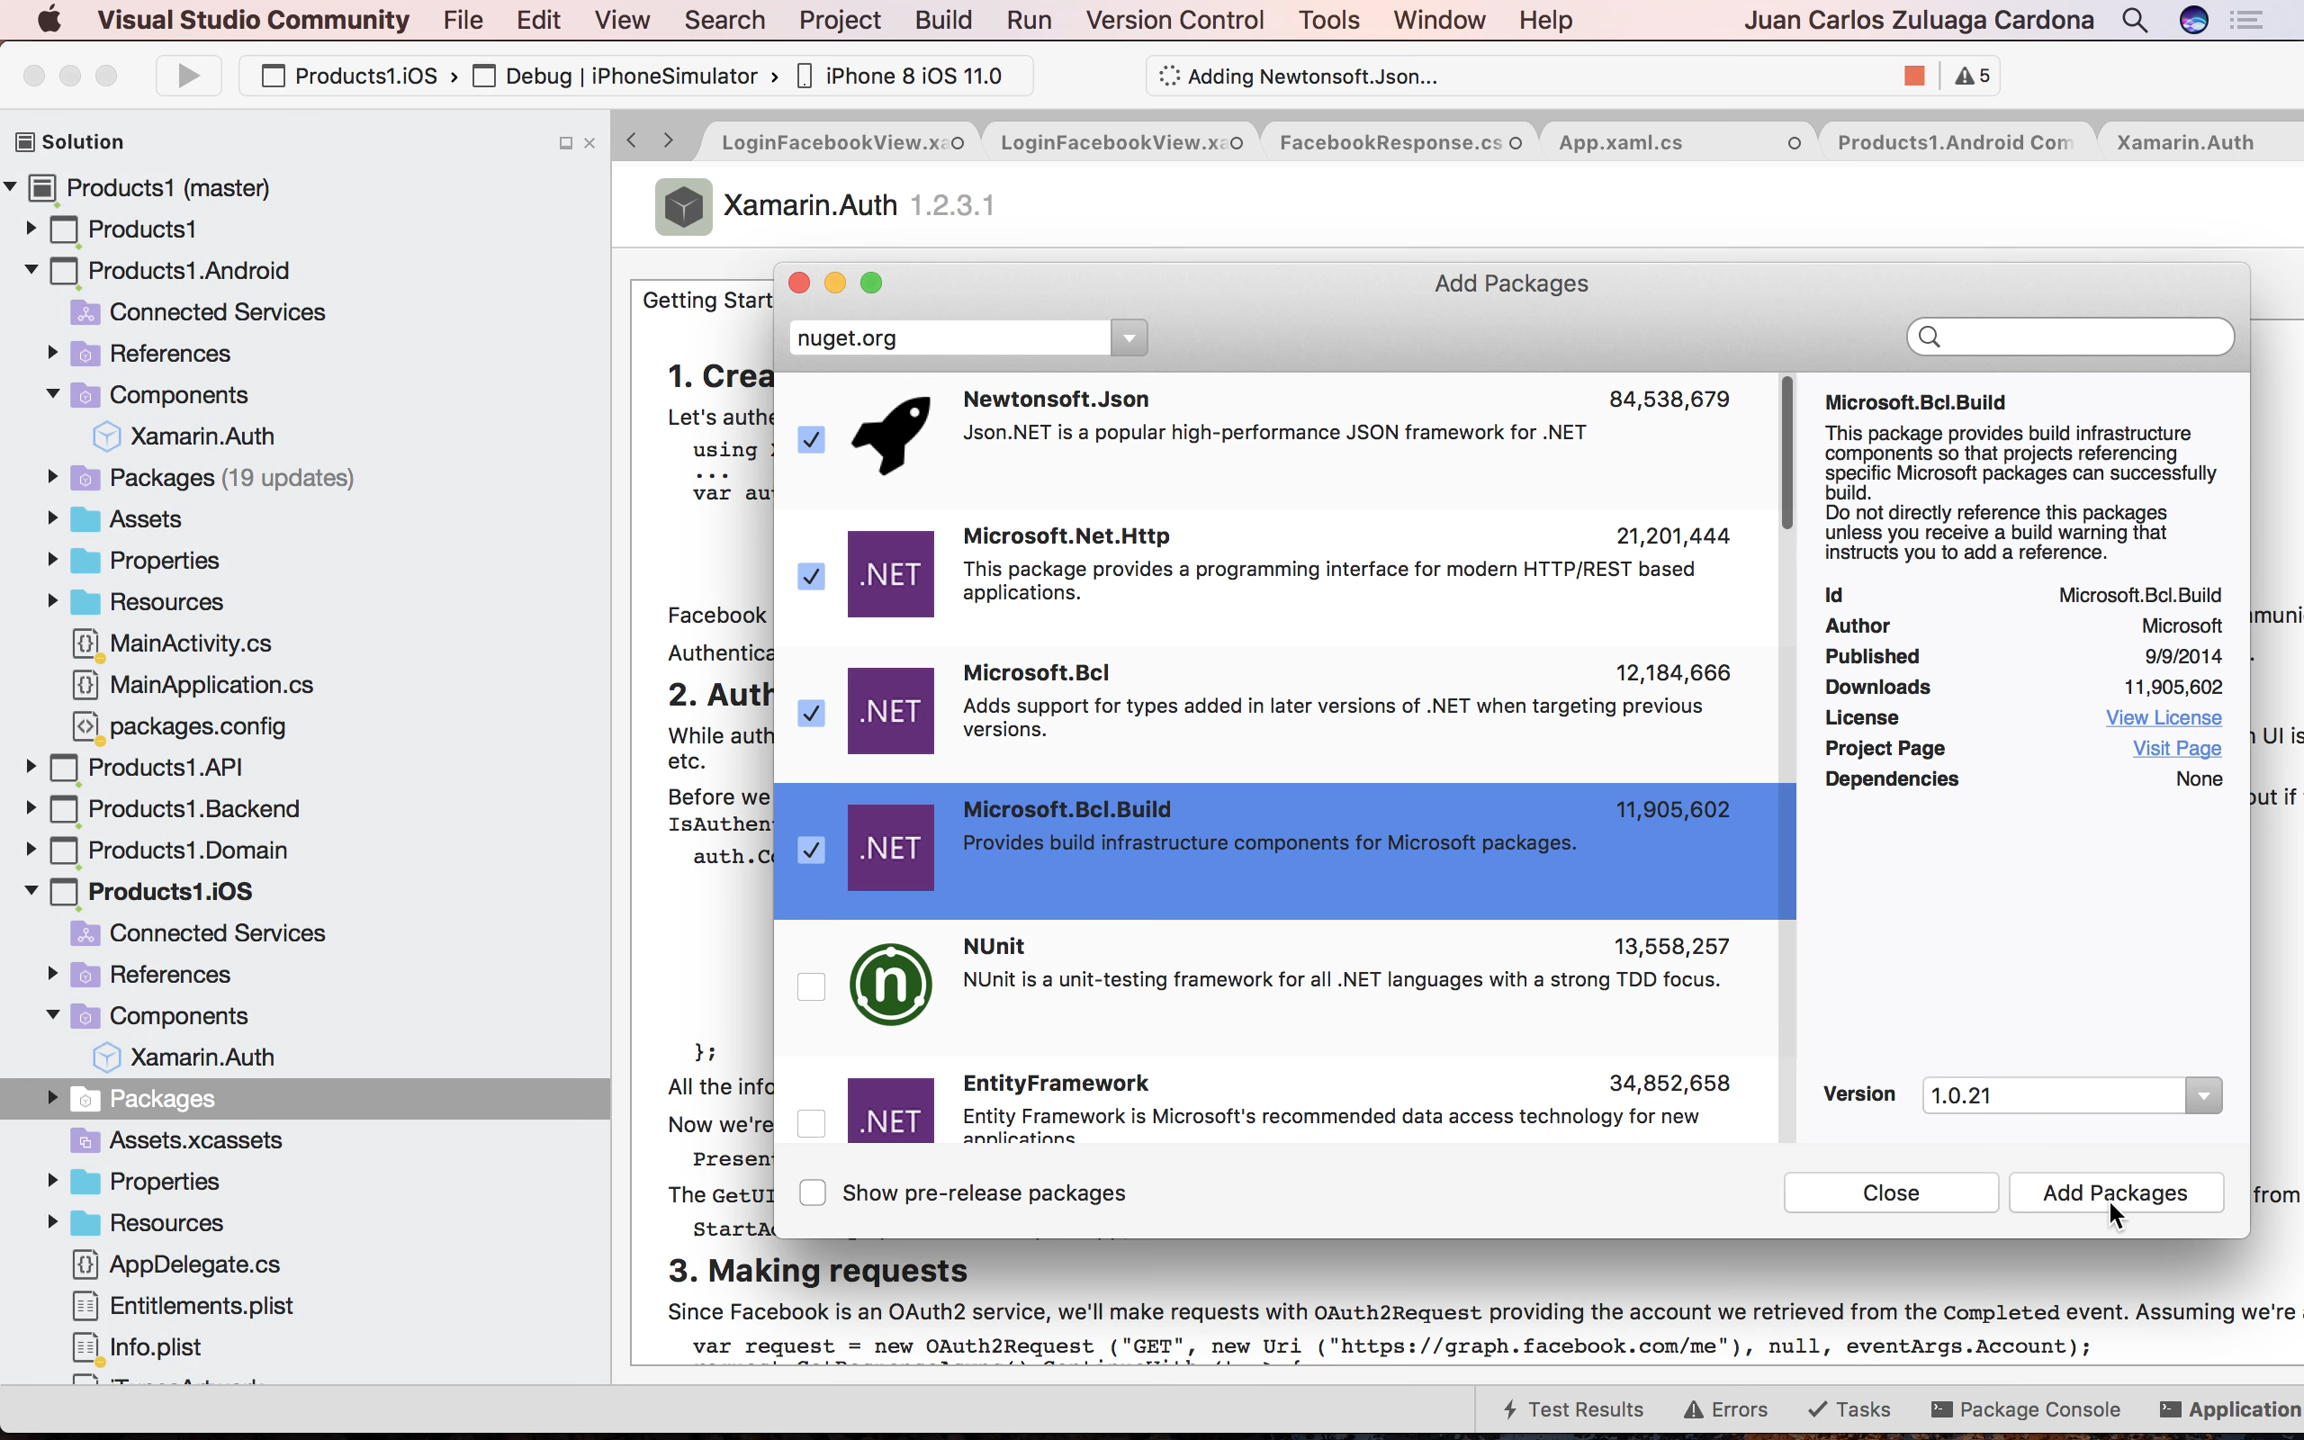 Visual Studio Community File Edit View Search Project Build Run Version Control Tools Window Help Juan Carlos Zuluaga Cardona
Products1.iOS › Debug | iPhoneSimulator › iPhone 8 iOS 11.0
Adding Newtonsoft.Json...
5
Solution
LoginFacebookView.xa
LoginFacebookView.xa
FacebookResponse.cs
App.xaml.cs
Products1.Android Com
Xamarin.Auth
Products1 (master)
Products1
Products1.Android
Connected Services
References
Components
Xamarin.Auth
Packages (19 updates)
Assets
Properties
Resources
MainActivity.cs
MainApplication.cs
packages.config
Products1.API
Products1.Backend
Products1.Domain
Products1.iOS
Connected Services
References
Components
Xamarin.Auth
Packages
Assets.xcassets
Properties
Resources
AppDelegate.cs
Entitlements.plist
Info.plist
Xamarin.Auth 1.2.3.1
Getting Start
1. Crea
Let's authe
using
...
var au
Facebook
Authentica
2. Auth
While auth
etc.
Before we
IsAuthen
auth.Co
};
All the info
Now we're
Presen
The GetUI
StartA
3. Making requests
Since Facebook is an OAuth2 service, we'll make requests with OAuth2Request providing the account we retrieved from the Completed event. Assuming we're
var request = new OAuth2Request ("GET", new Uri ("https://graph.facebook.com/me"), null, eventArgs.Account);
Add Packages
nuget.org
Newtonsoft.Json 84,538,679
Json.NET is a popular high-performance JSON framework for .NET
.NET
Microsoft.Net.Http 21,201,444
This package provides a programming interface for modern HTTP/REST based
applications.
.NET
Microsoft.Bcl 12,184,666
Adds support for types added in later versions of .NET when targeting previous
versions.
.NET
Microsoft.Bcl.Build 11,905,602
Provides build infrastructure components for Microsoft packages.
n
NUnit 13,558,257
NUnit is a unit-testing framework for all .NET languages with a strong TDD focus.
.NET
EntityFramework 34,852,658
Entity Framework is Microsoft's recommended data access technology for new
applications
Microsoft.Bcl.Build
This package provides build infrastructure
components so that projects referencing
specific Microsoft packages can successfully
build.
Do not directly reference this packages
unless you receive a build warning that
instructs you to add a reference.
Id Microsoft.Bcl.Build
Author Microsoft
Published 9/9/2014
Downloads 11,905,602
License View License
Project Page Visit Page
Dependencies None
Version 1.0.21
Show pre-release packages
Close
Add Packages
muni
n UI is
out if
from
Test Results
Errors
Tasks
Package Console
Application